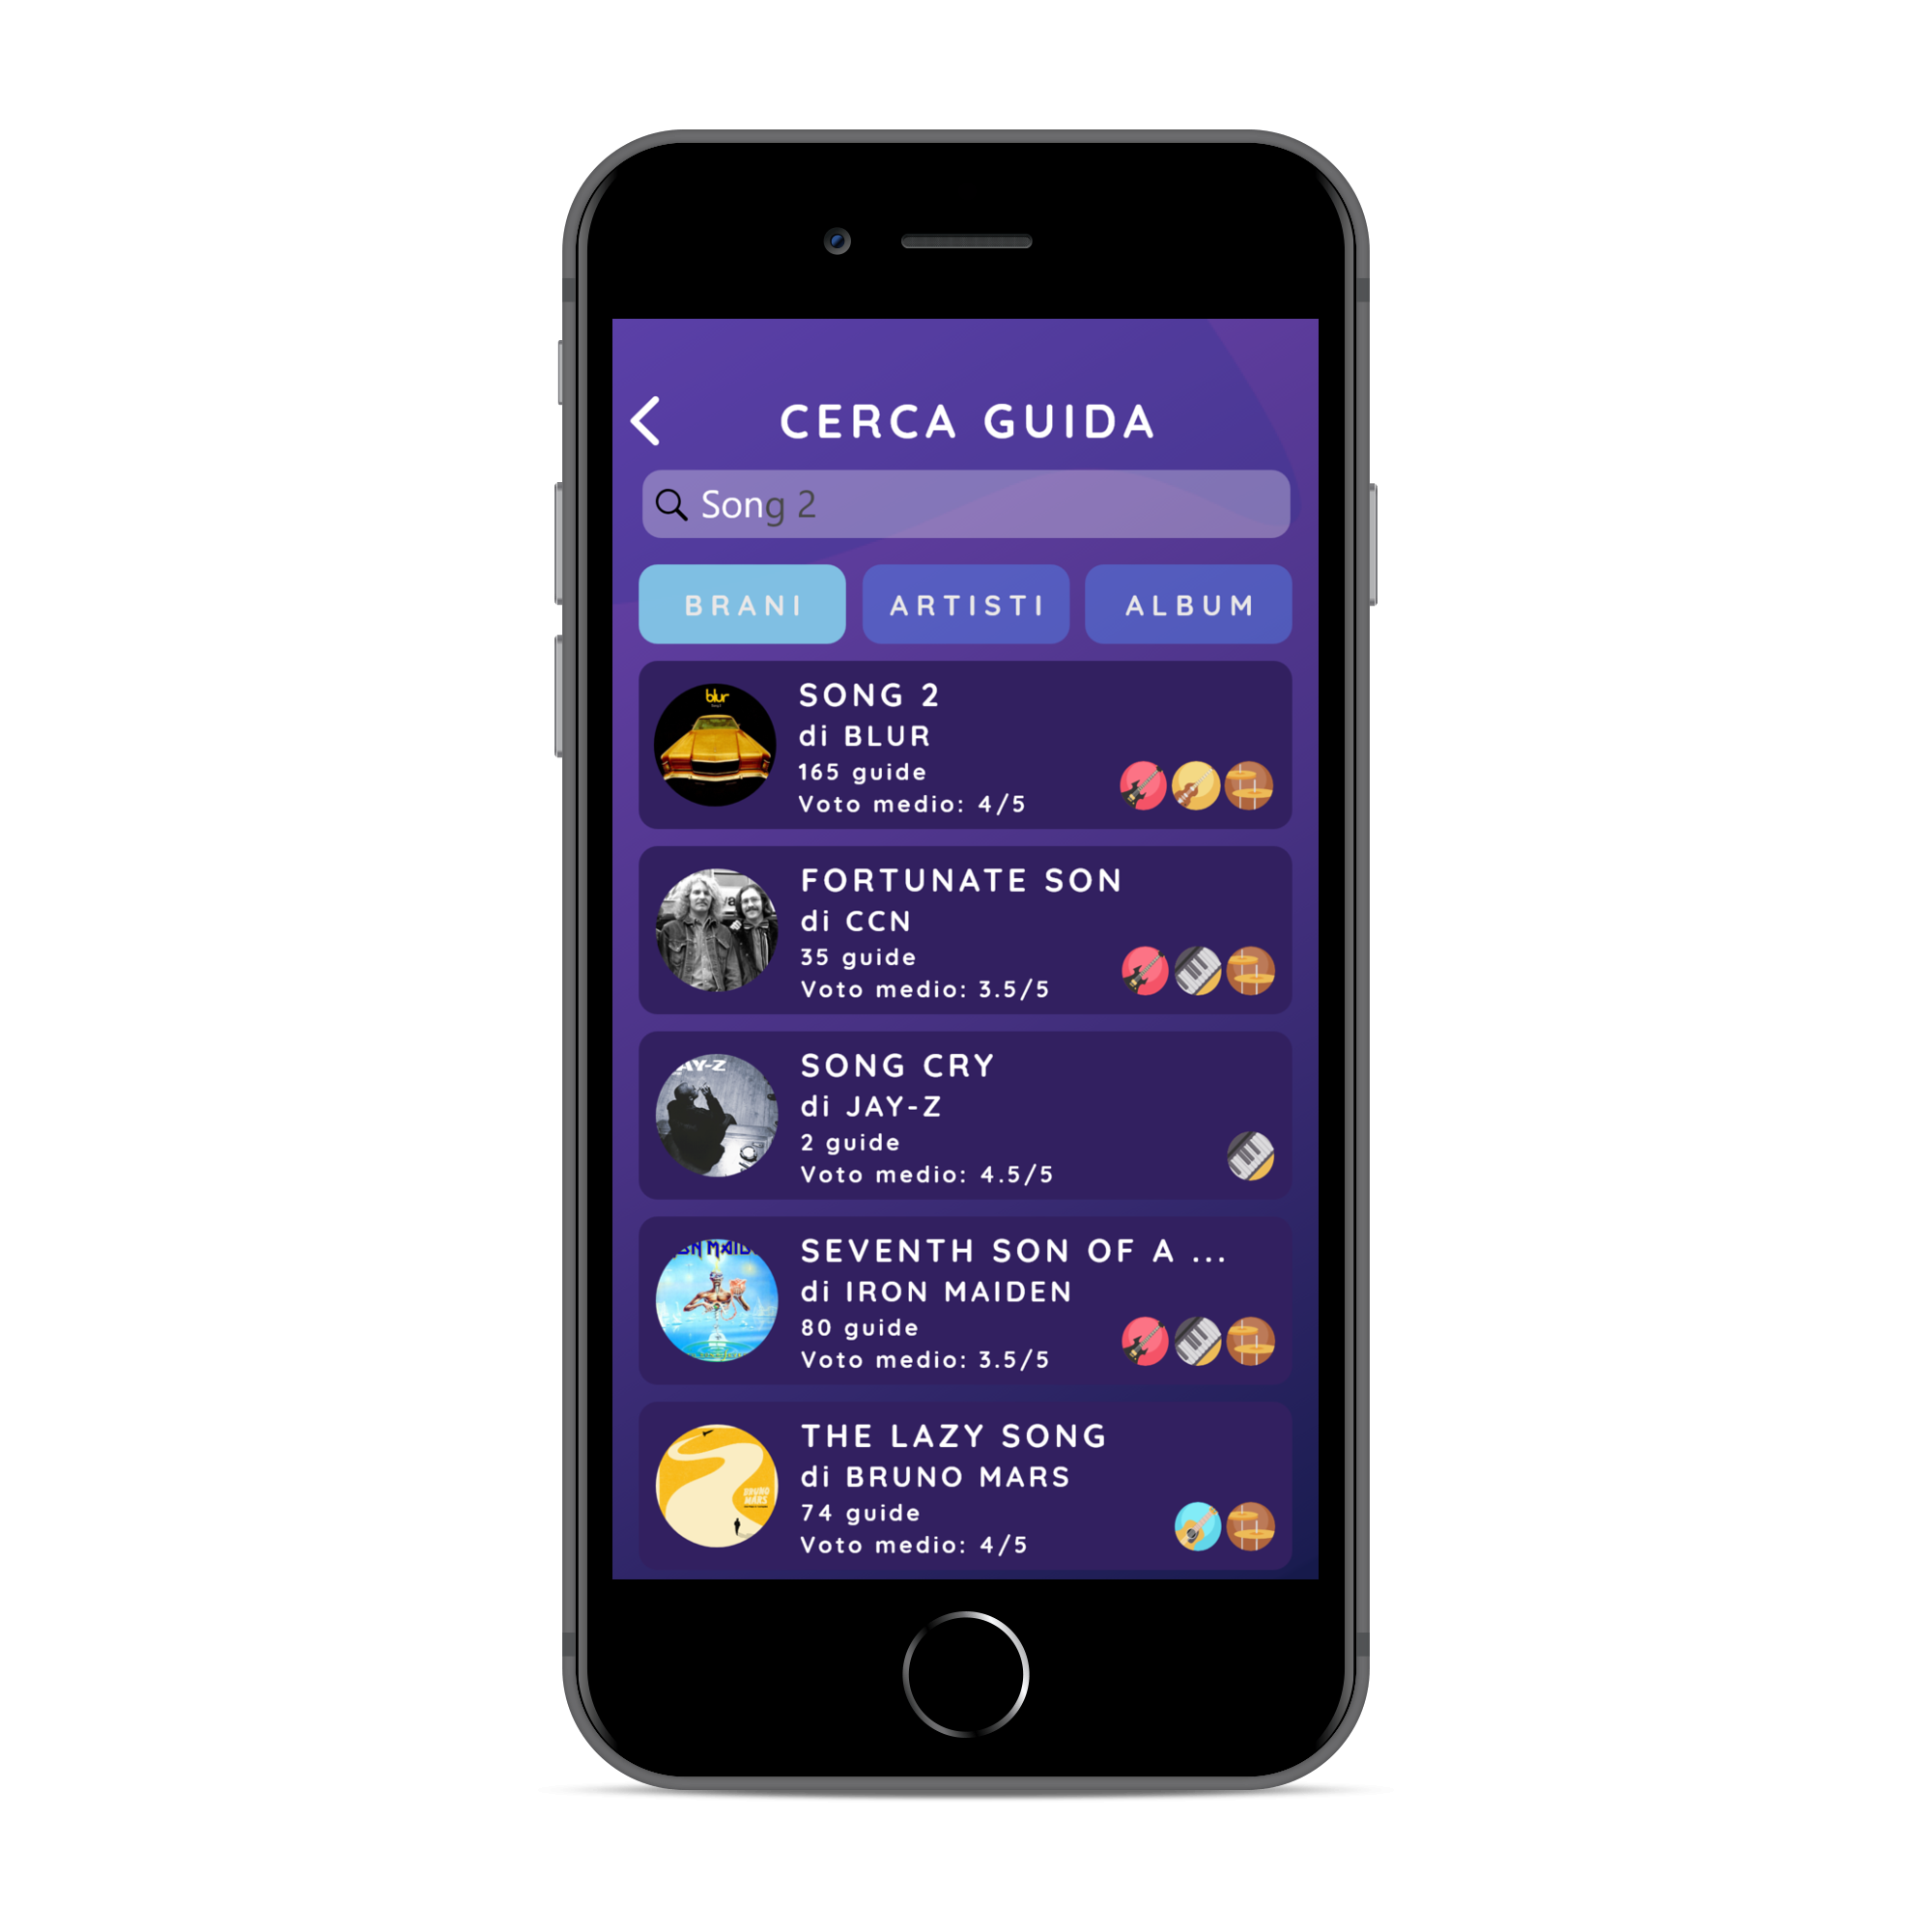 CERCA GUIDA
Song 2
BRANI
ARTISTI
ALBUM
blur
SONG 2
di BLUR
165 guide
Voto medio: 4/5
FORTUNATE SON
di CCN
35 guide
Voto medio: 3.5/5
AY-Z
SONG CRY
di JAY-Z
2 guide
Voto medio: 4.5/5
SEVENTH SON OF A ...
di IRON MAIDEN
80 guide
Voto medio: 3.5/5
THE LAZY SONG
di BRUNO MARS
74 guide
Voto medio: 4/5
BRUNO
MARS